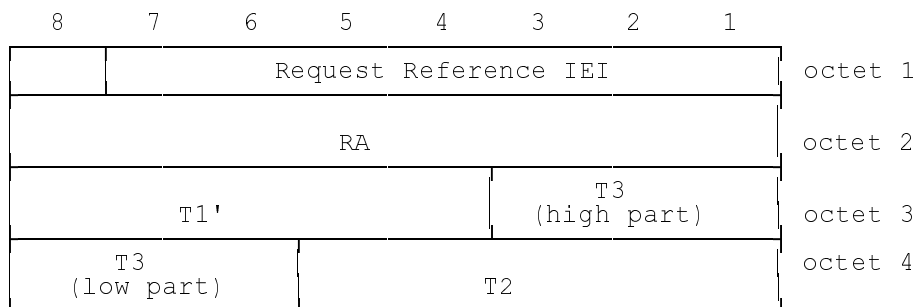 8 7 6 5 4 3 2 1
Request Reference IEI octet 1
RA octet 2
T3
T1' (high part) octet 3
T3 octet 4
(low part) T2